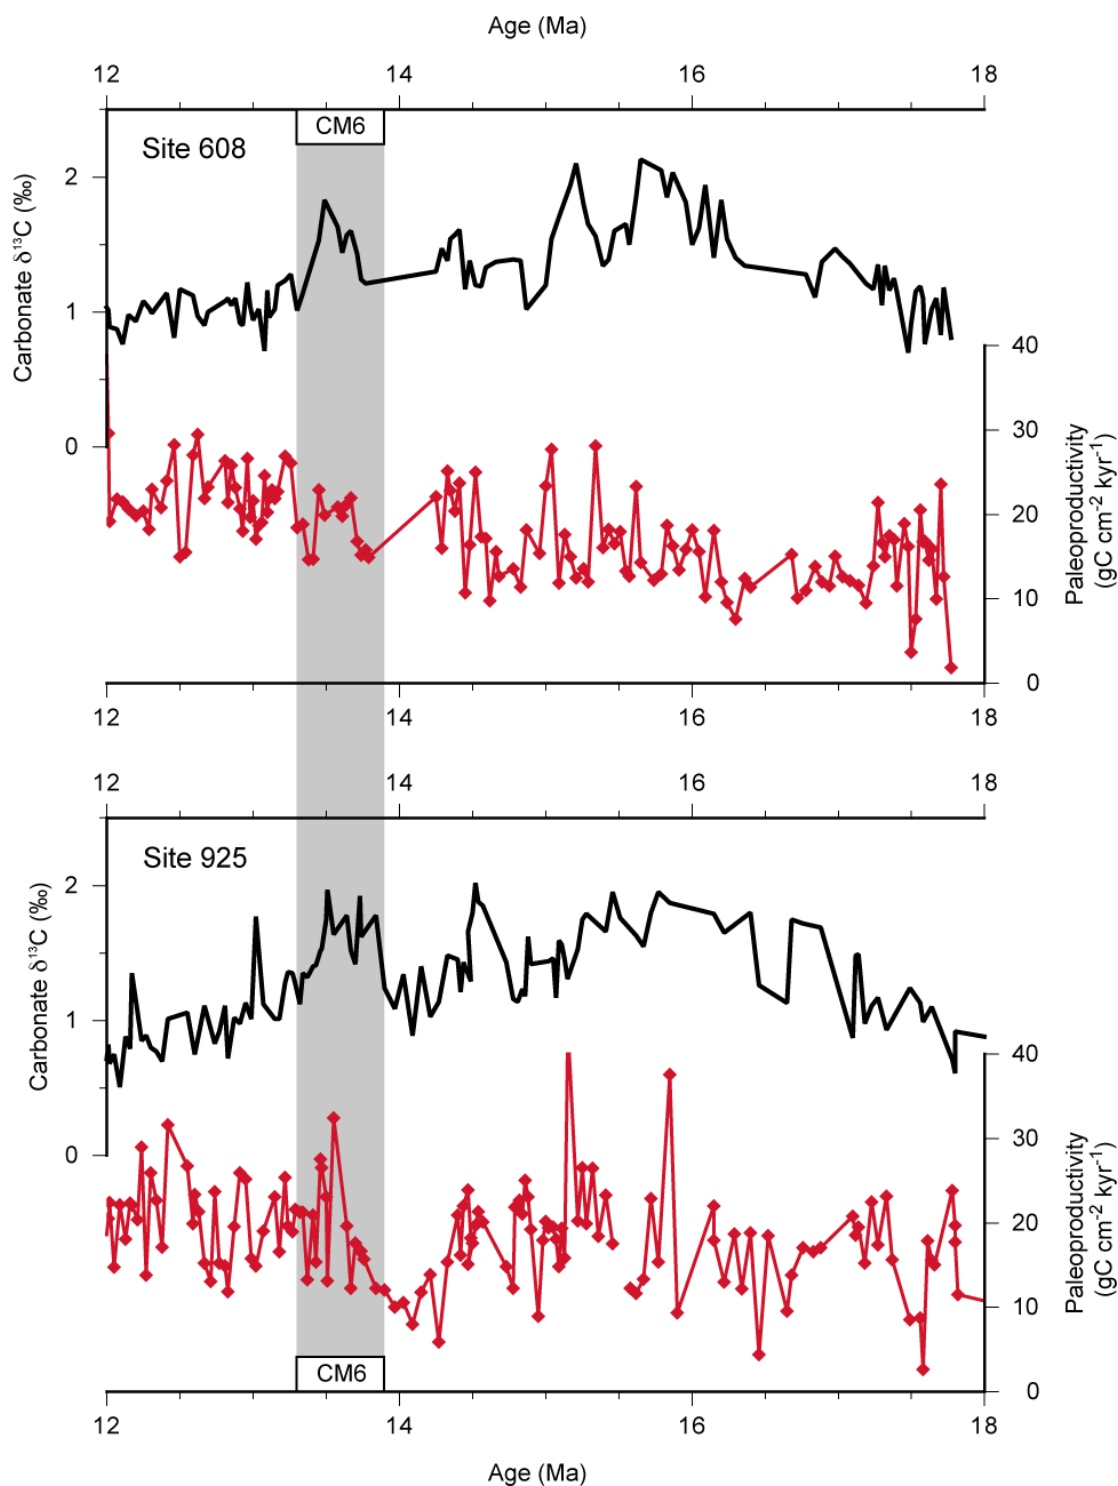 Age (Ma)
12 14 16 18
CM6
Site 608
Carbonate δ¹³C (‰)
2
1
0
40
30
20
10
0
Paleoproductivity
(gC cm⁻² kyr⁻¹)
12 14 16 18
12 14 16 18
Site 925
Carbonate δ¹³C (‰)
2
1
0
40
30
20
10
0
Paleoproductivity
(gC cm⁻² kyr⁻¹)
CM6
12 14 16 18
Age (Ma)